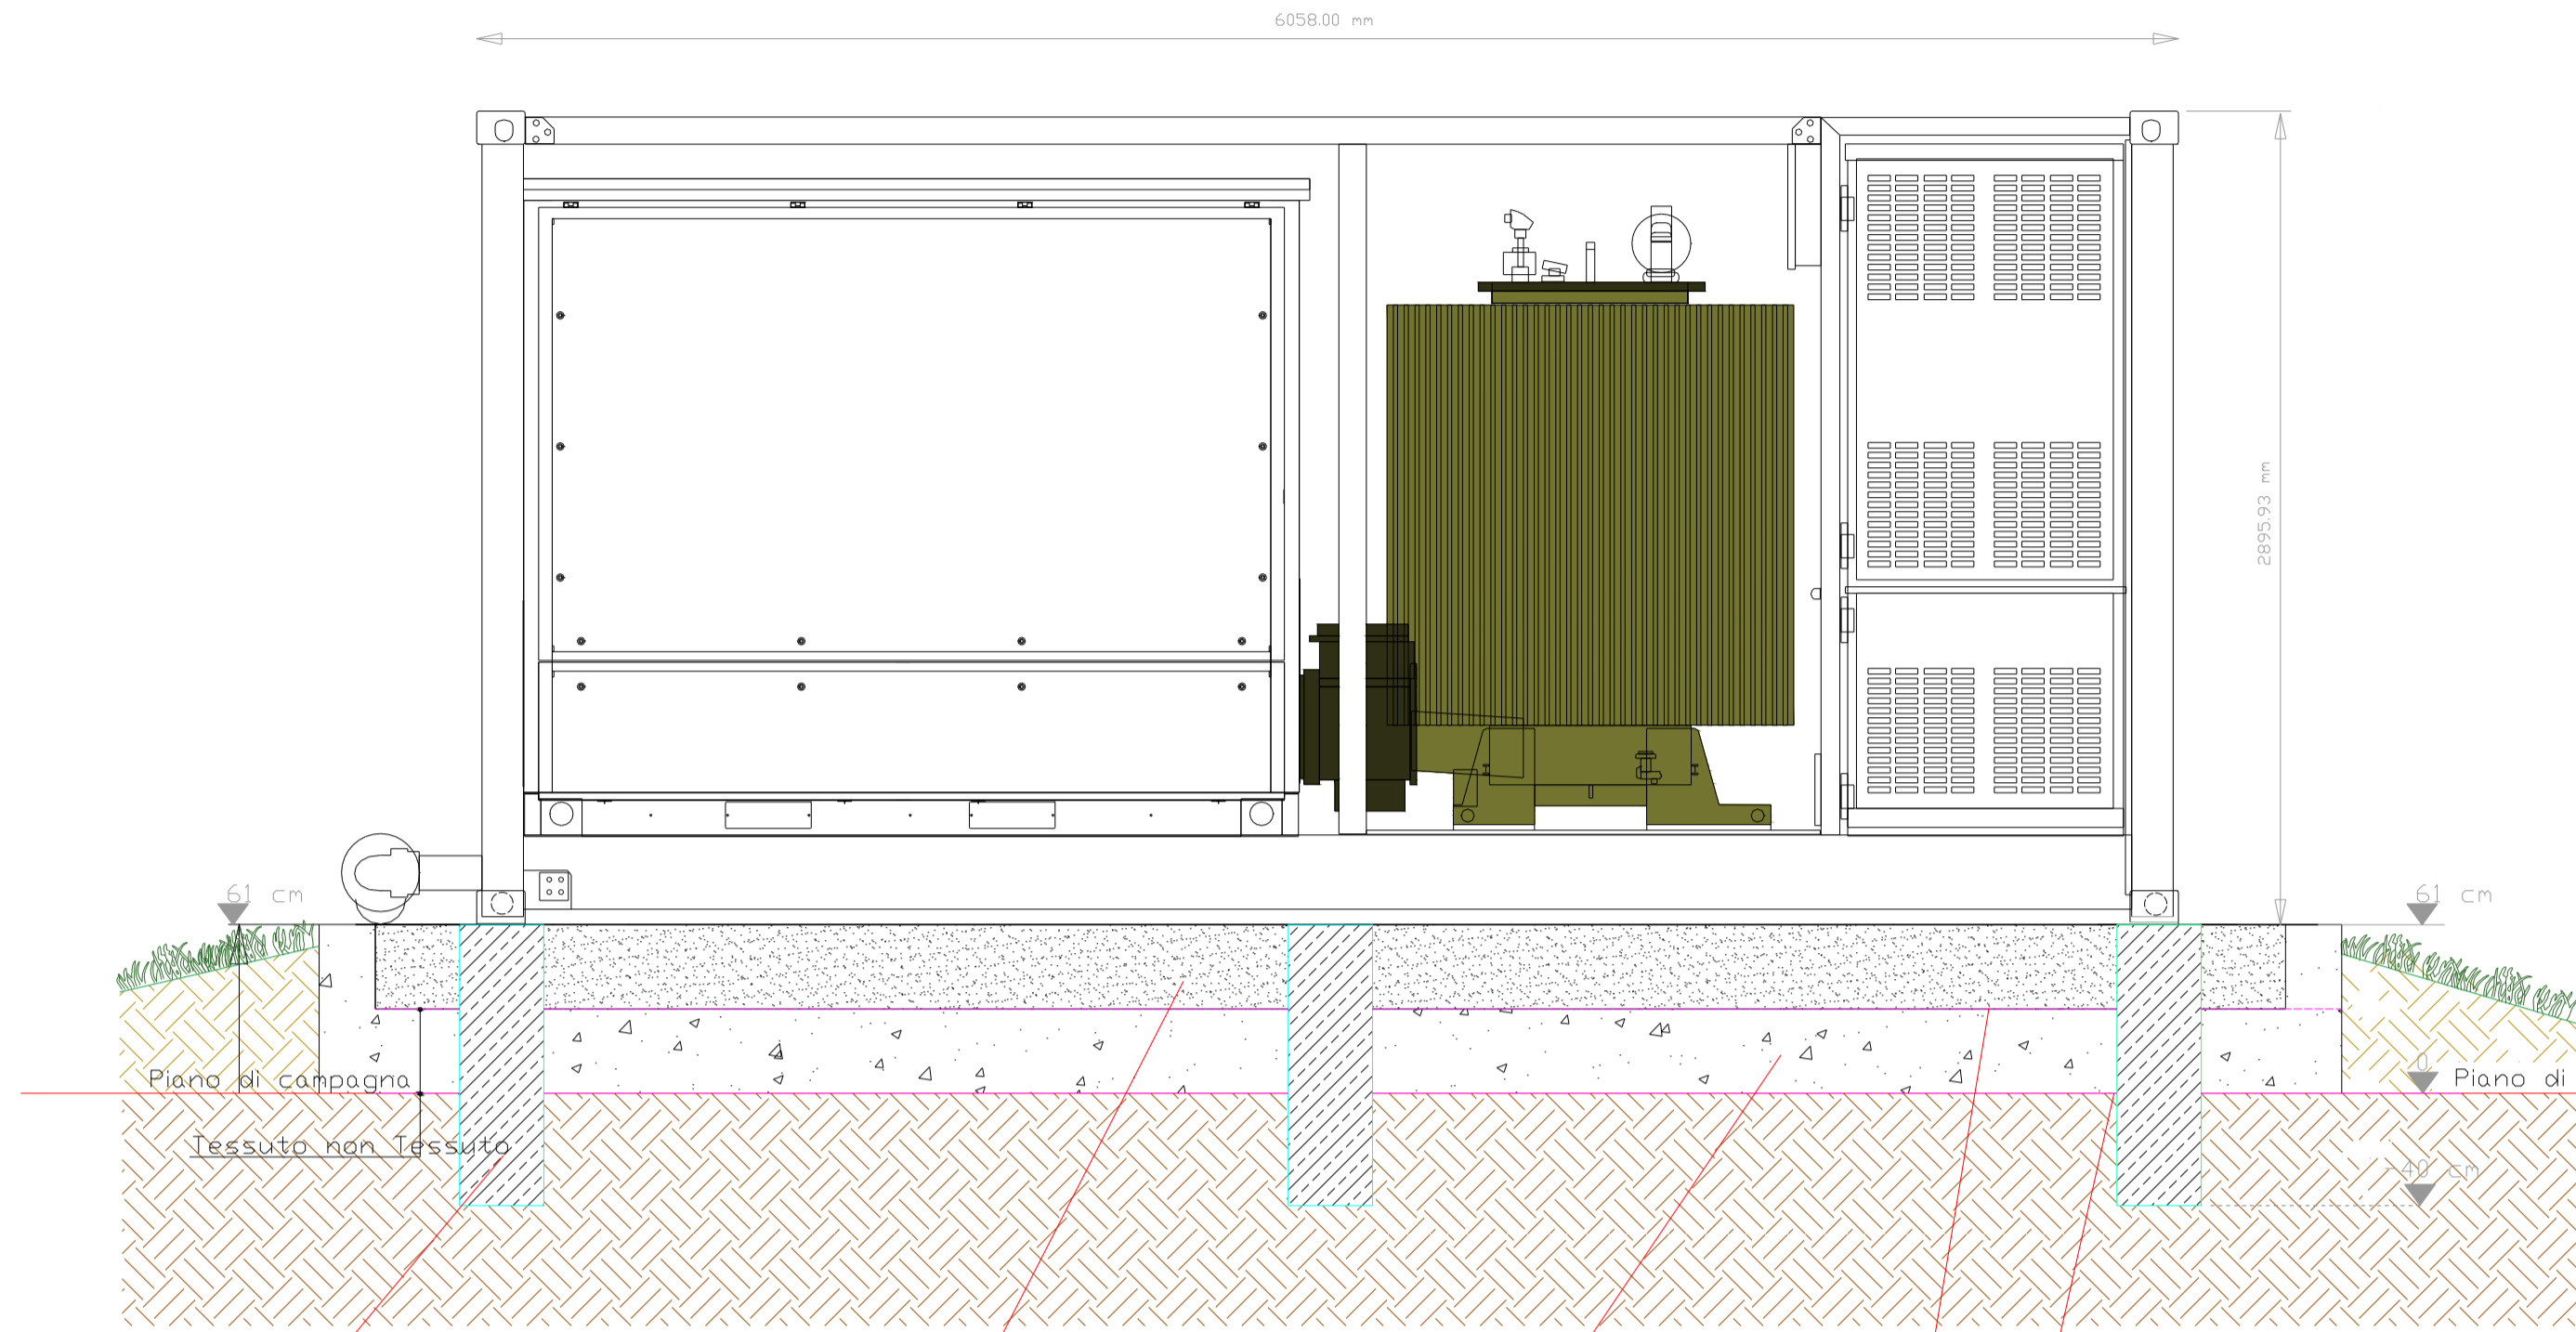 6058.00 mm
2895.93 mm
61 cm
61 cm
Piano di campagna
0
Piano di
Tessuto non Tessuto
-40 cm